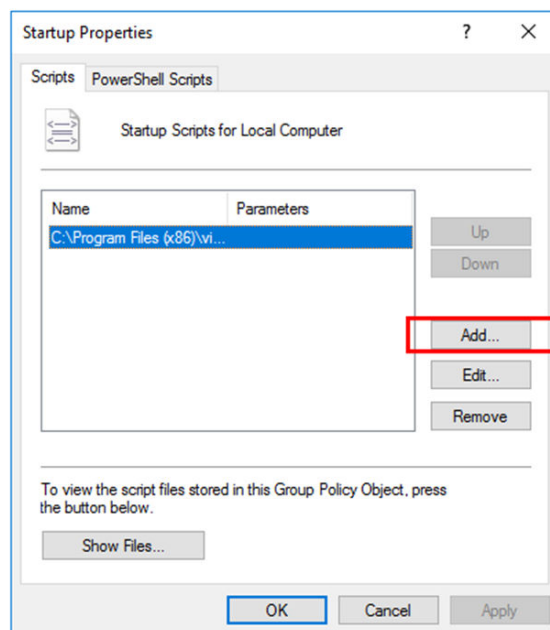 Startup Properties
?
Scripts
PowerShell Scripts
Startup Scripts for Local Computer
Name
Parameters
C:\Program Files (x86)\vi...
Up
Down
Add...
Edit...
Remove
To view the script files stored in this Group Policy Object, press
the button below.
Show Files...
OK
Cancel
Apply